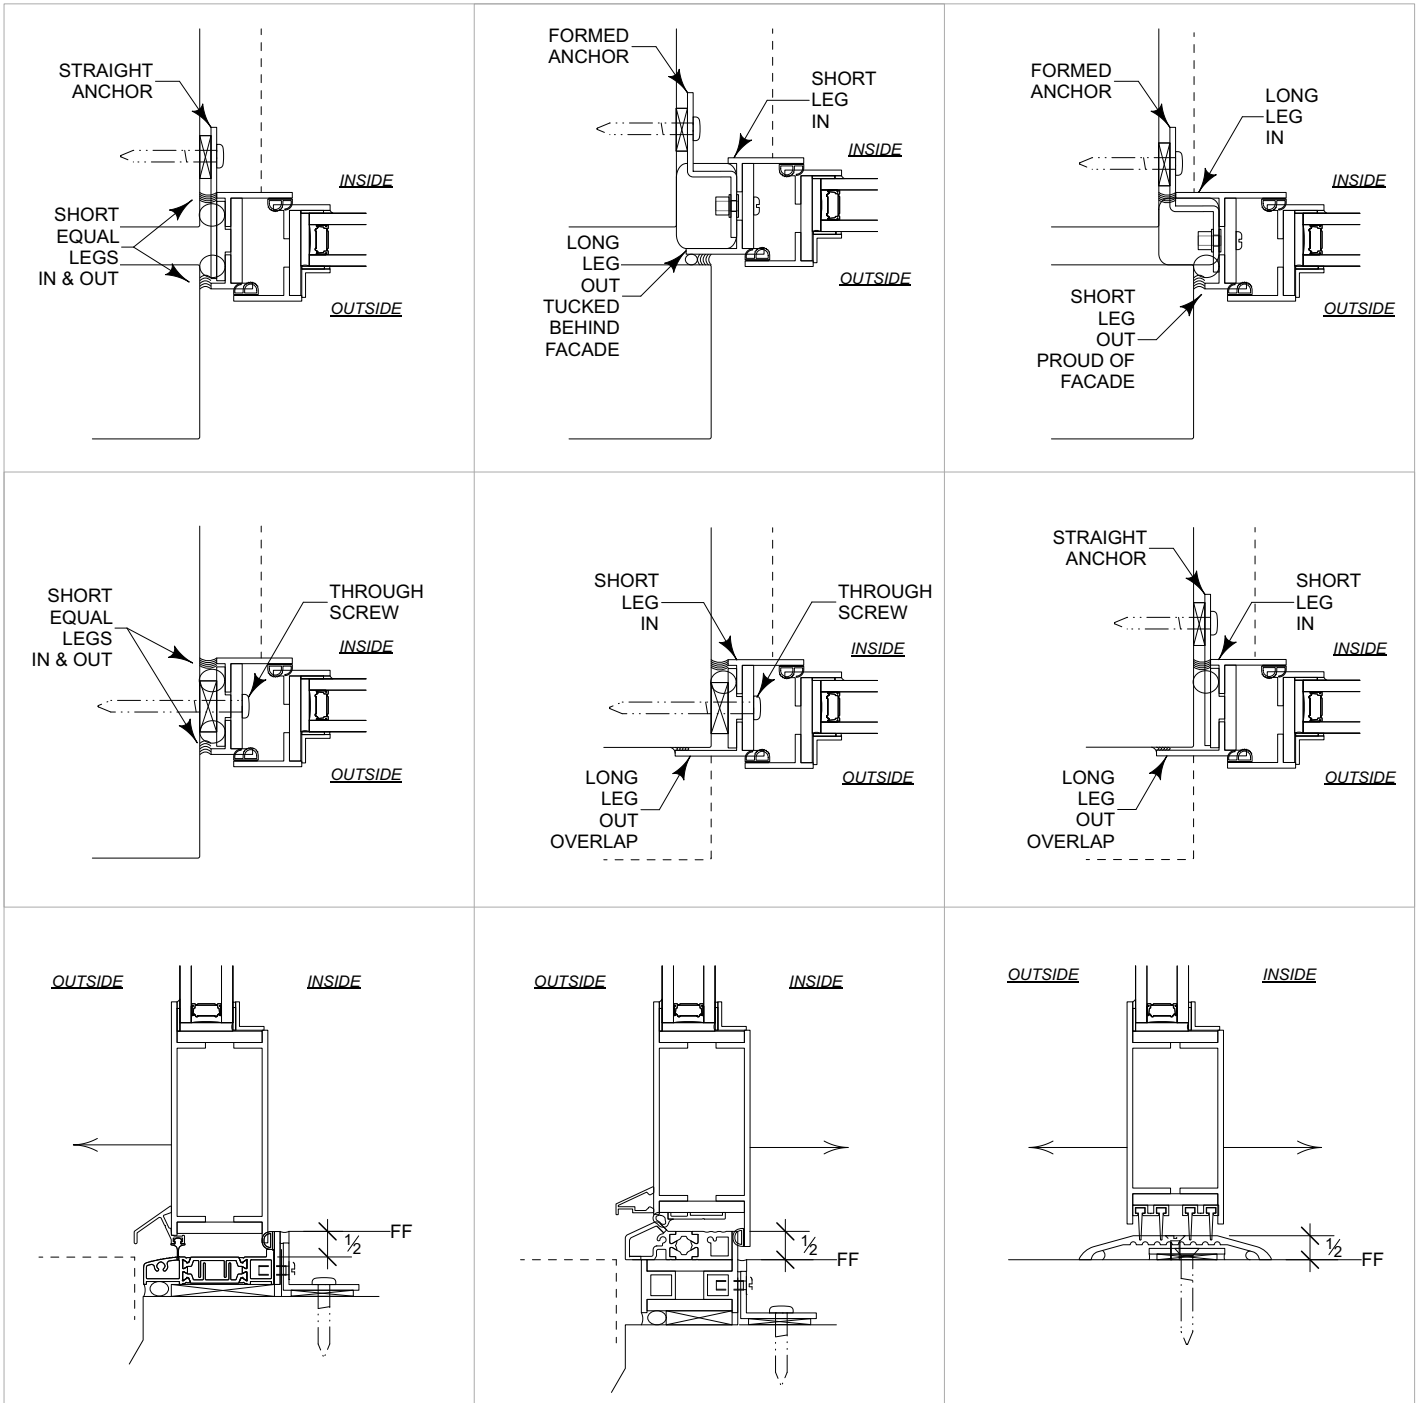 STRAIGHT
ANCHOR
INSIDE
SHORT
EQUAL
LEGS
IN & OUT
OUTSIDE
FORMED
ANCHOR
SHORT
LEG
IN
INSIDE
LONG
LEG
OUT
TUCKED
BEHIND
FACADE
OUTSIDE
FORMED
ANCHOR
LONG
LEG
IN
INSIDE
SHORT
LEG
OUT
PROUD OF
FACADE
OUTSIDE
SHORT
EQUAL
LEGS
IN & OUT
THROUGH
SCREW
INSIDE
OUTSIDE
SHORT
LEG
IN
THROUGH
SCREW
INSIDE
LONG
LEG
OUT
OVERLAP
OUTSIDE
STRAIGHT
ANCHOR
SHORT
LEG
IN
INSIDE
LONG
LEG
OUT
OVERLAP
OUTSIDE
OUTSIDE
INSIDE
FF
½
OUTSIDE
INSIDE
½
FF
OUTSIDE
INSIDE
½
FF